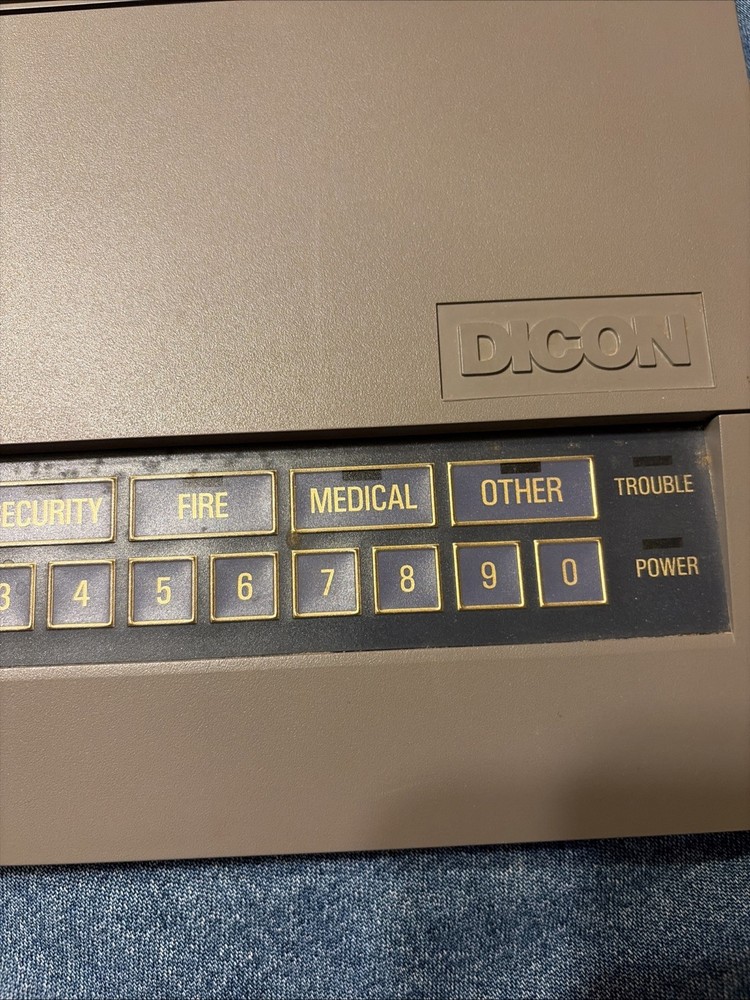 DICON
ECURITY FIRE MEDICAL OTHER TROUBLE
3 4 5 6 7 8 9 0 POWER